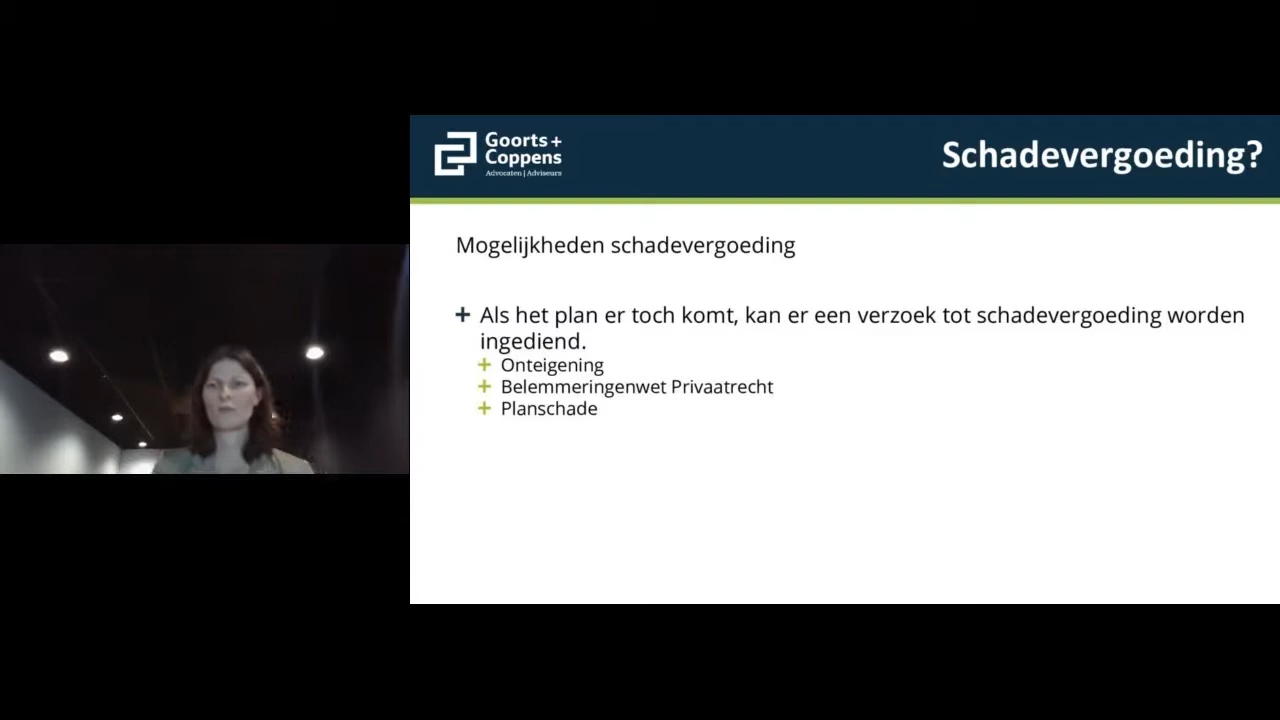 Goorts+
Coppens
Advocaten | Adviseurs
Schadevergoeding?
Mogelijkheden schadevergoeding
+ Als het plan er toch komt, kan er een verzoek tot schadevergoeding worden
ingediend.
+ Onteigening
+ Belemmeringenwet Privaatrecht
+ Planschade